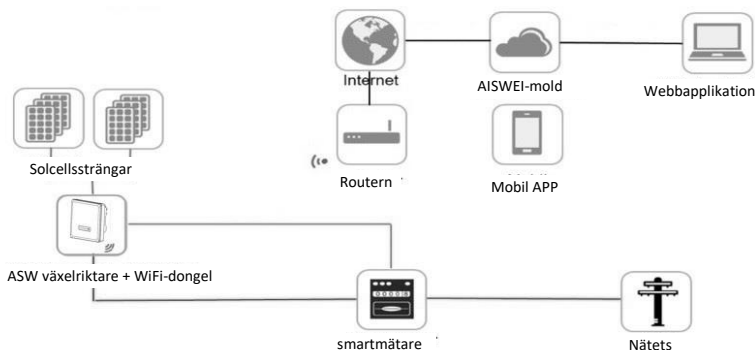 Internet
AISWEI-mold
Webbapplikation
Solcellssträngar
Routern
Mobil APP
ASW växelriktare + WiFi-dongel
smartmätare
Nätets